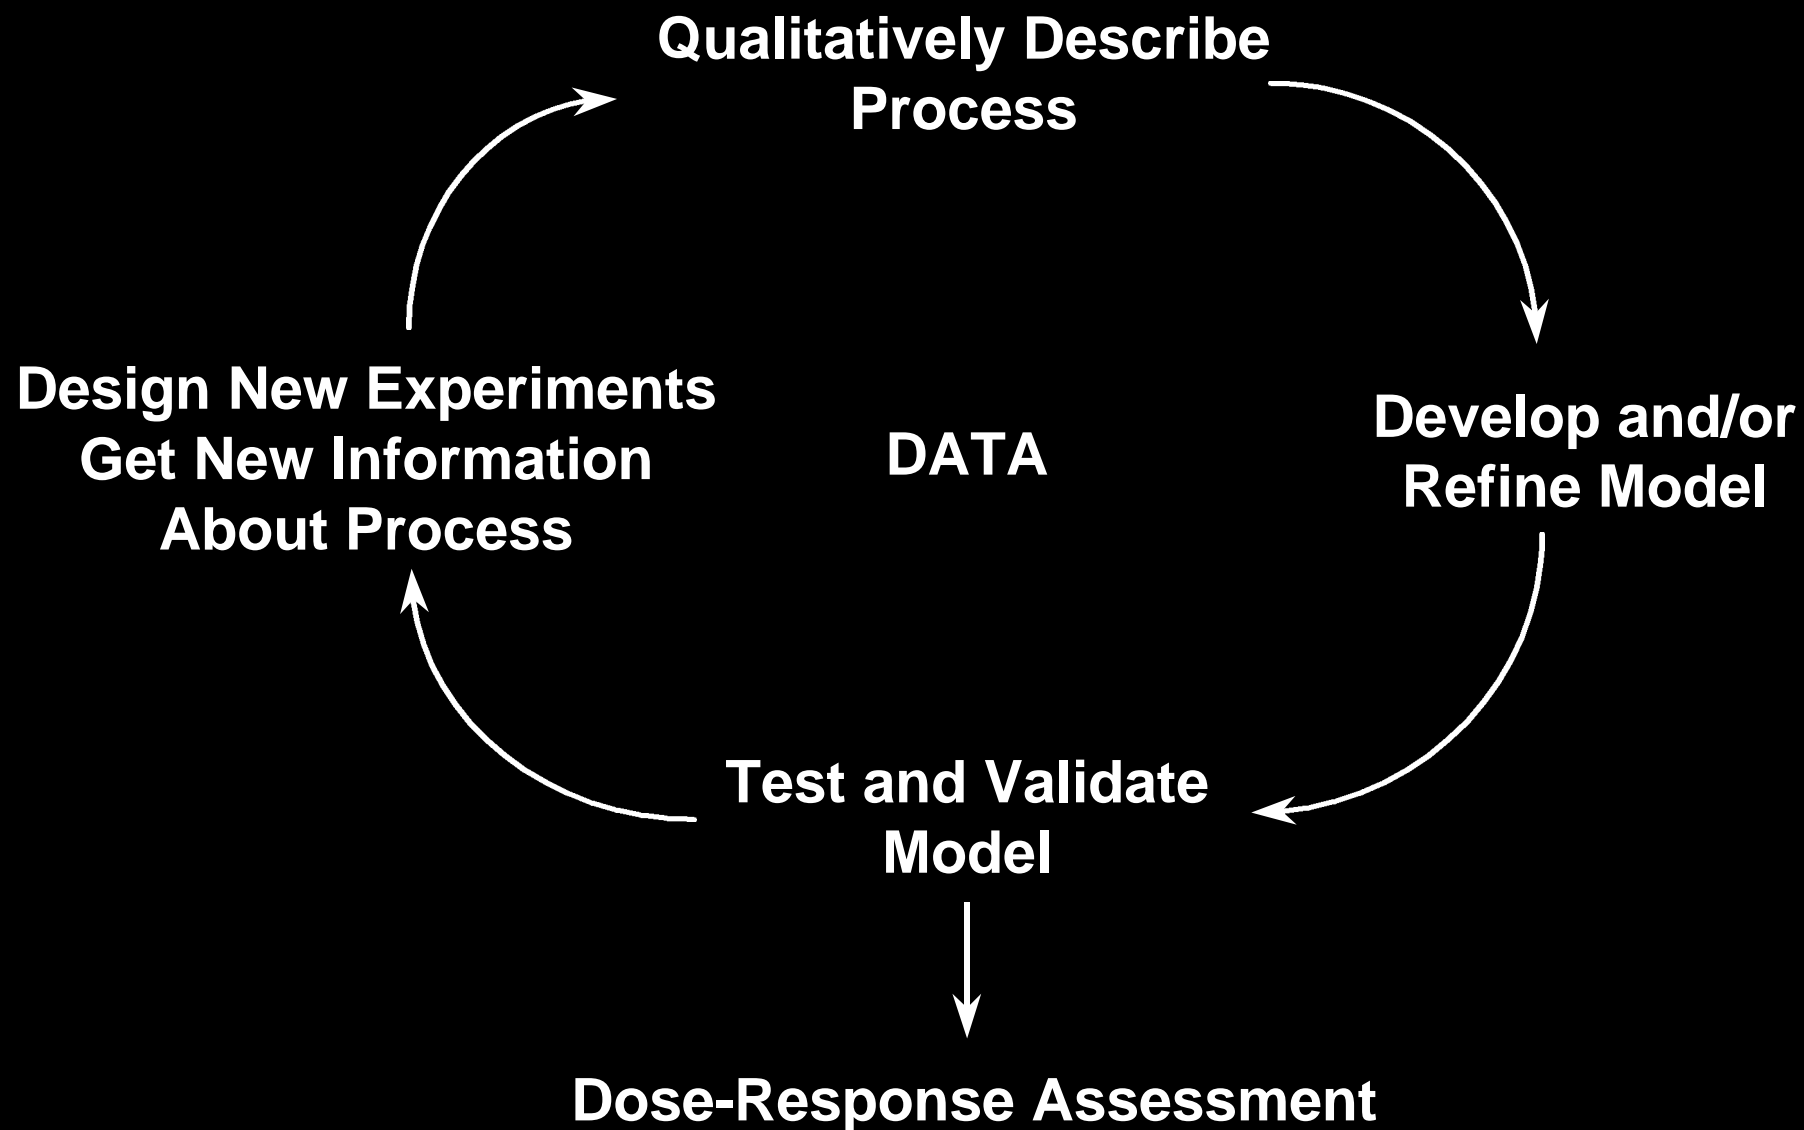 Qualitatively Describe
Process
Design New Experiments
Get New Information
About Process
DATA
Develop and/or
Refine Model
Test and Validate
Model
Dose-Response Assessment